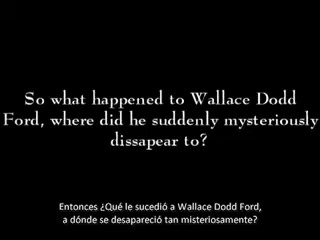 So what happened to Wallace Dodd
Ford, where did he suddenly mysteriously
dissapear to?
Entonces ¿Qué le sucedió a Wallace Dodd Ford,
a dónde se desapareció tan misteriosamente?